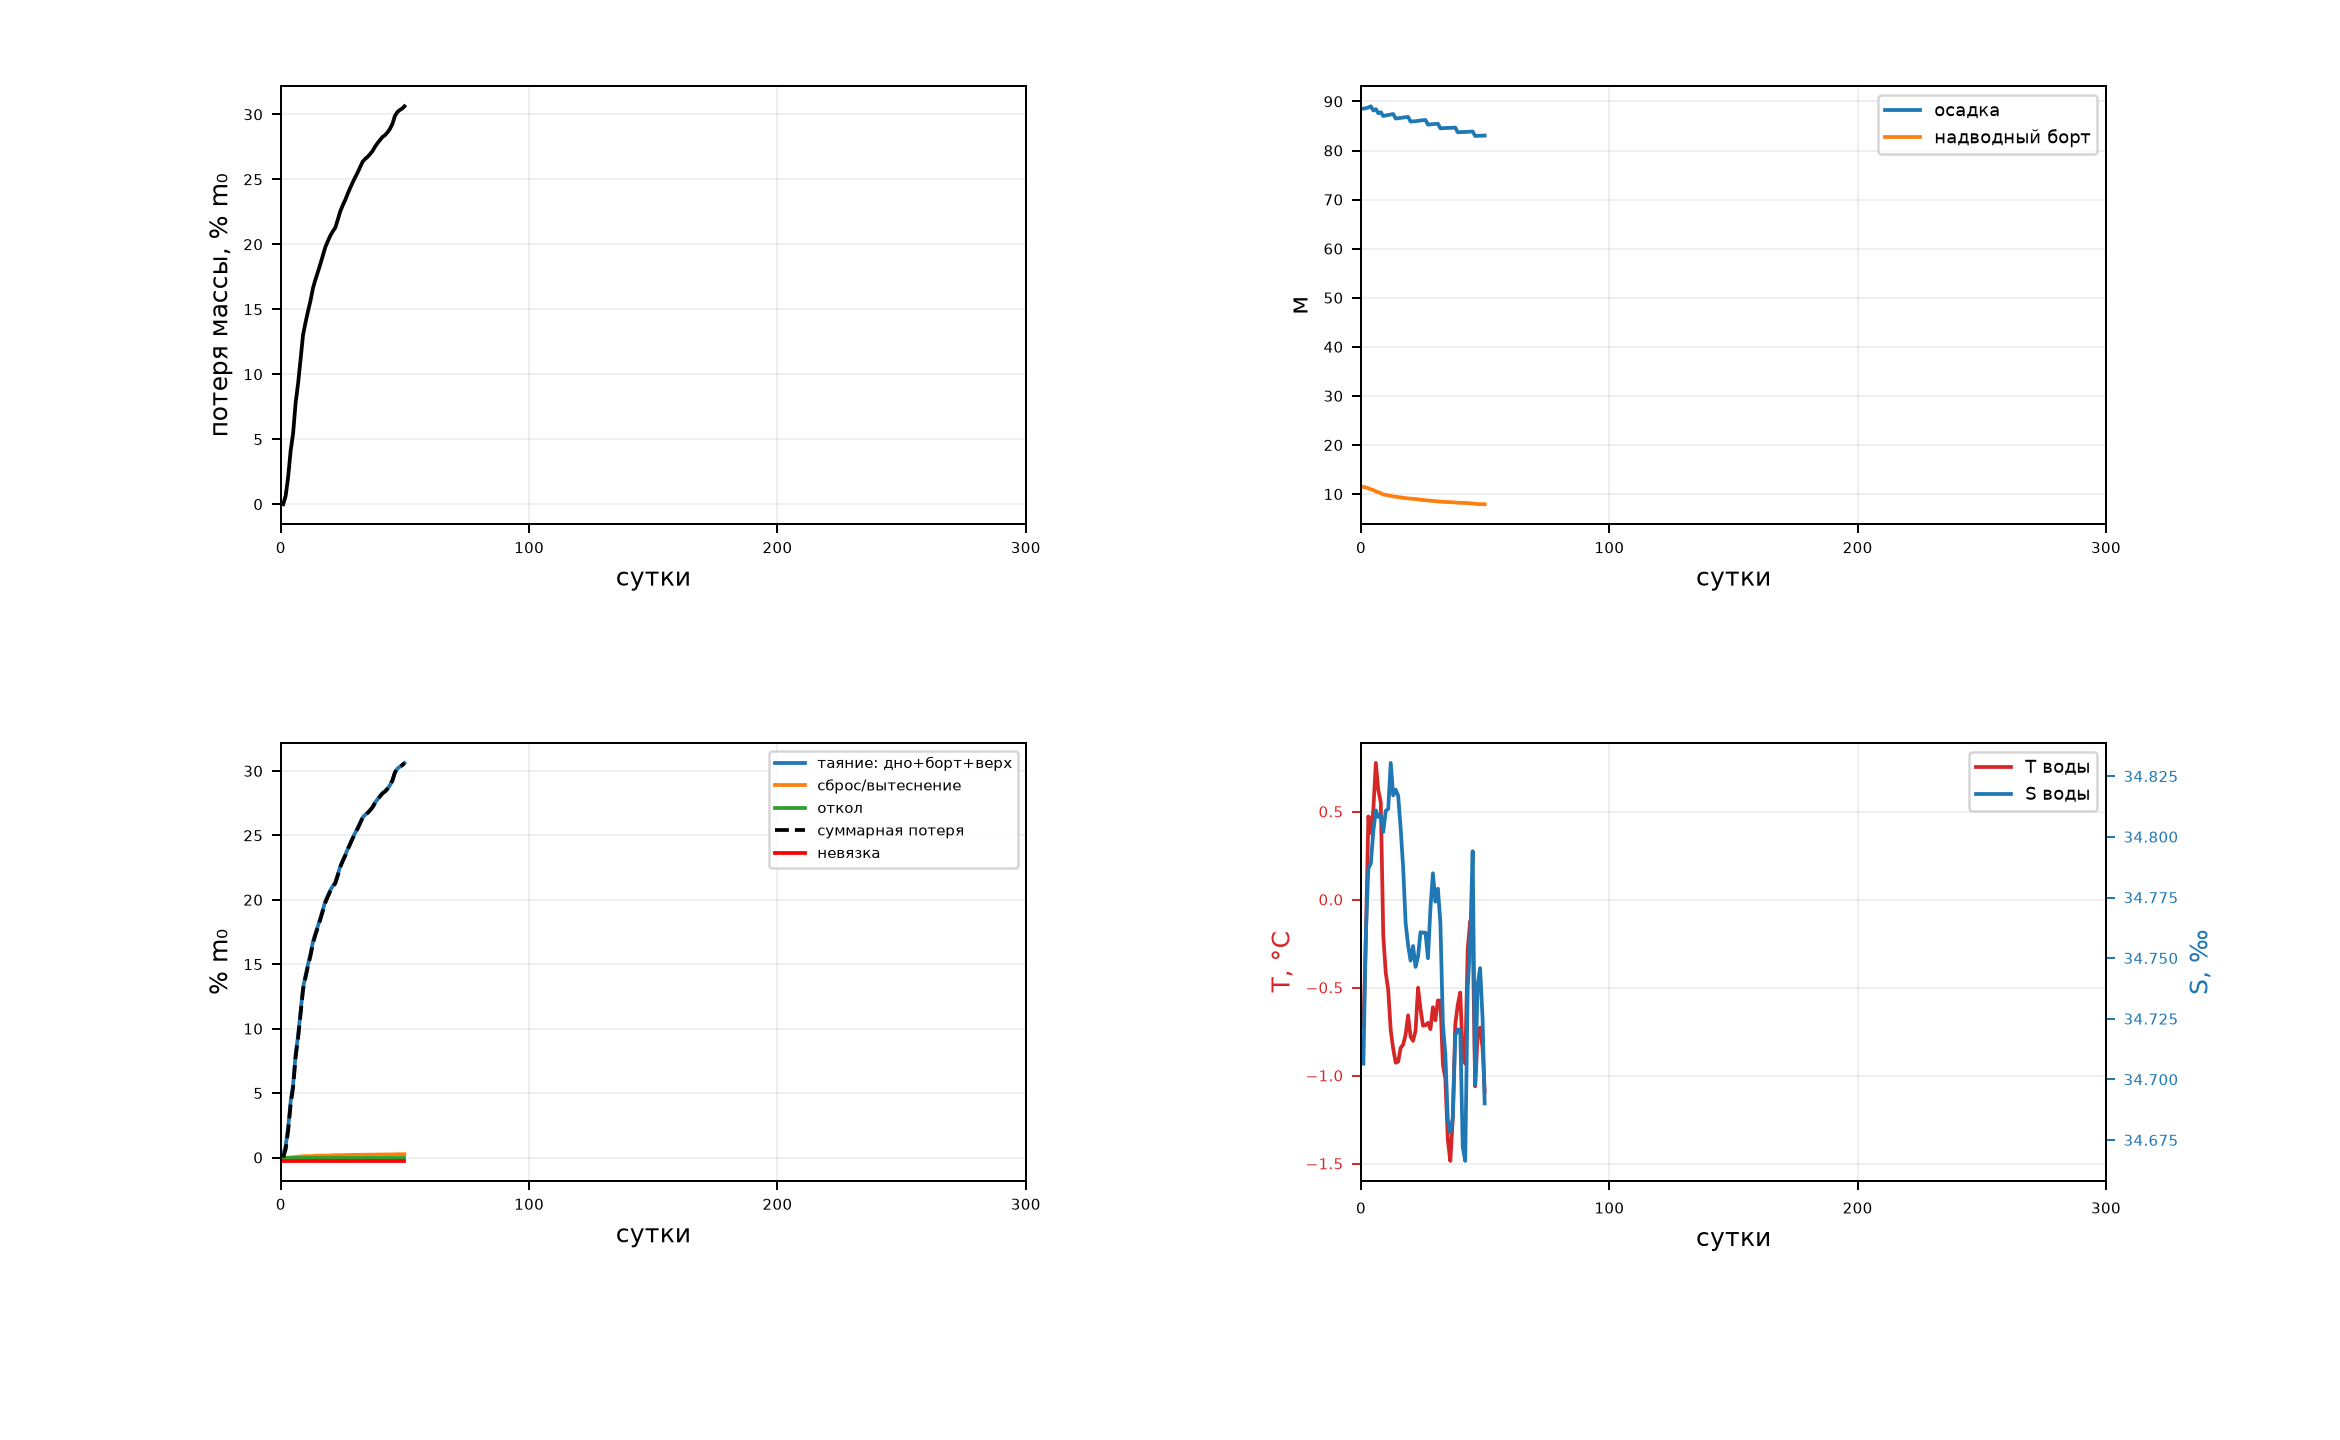 потеря массы, % m₀
30
25
20
15
10
5
0
0 100 200 300
сутки
м
90
80
70
60
50
40
30
20
10
осадка
надводный борт
0 100 200 300
сутки
% m₀
30
25
20
15
10
5
0
таяние: дно+борт+верх
сброс/вытеснение
откол
суммарная потеря
невязка
0 100 200 300
сутки
T, °C
0.5
0.0
−0.5
−1.0
−1.5
T воды
S воды
34.825
34.800
34.775
34.750
34.725
34.700
34.675
S, ‰
0 100 200 300
сутки